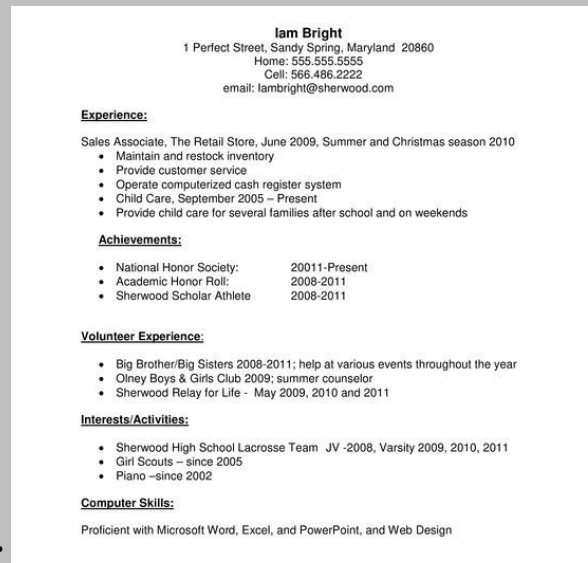 Iam Bright
1 Perfect Street, Sandy Spring, Maryland 20860
Home: 555.555.5555
Cell: 566.486.2222
email: Iambright@sherwood.com
Experience:
Sales Associate, The Retail Store, June 2009, Summer and Christmas season 2010
• Maintain and restock inventory
• Provide customer service
• Operate computerized cash register system
• Child Care, September 2005 – Present
• Provide child care for several families after school and on weekends
Achievements:
• National Honor Society: 20011-Present
• Academic Honor Roll: 2008-2011
• Sherwood Scholar Athlete 2008-2011
Volunteer Experience:
• Big Brother/Big Sisters 2008-2011; help at various events throughout the year
• Olney Boys & Girls Club 2009; summer counselor
• Sherwood Relay for Life - May 2009, 2010 and 2011
Interests/Activities:
• Sherwood High School Lacrosse Team JV -2008, Varsity 2009, 2010, 2011
• Girl Scouts – since 2005
• Piano –since 2002
Computer Skills:
Proficient with Microsoft Word, Excel, and PowerPoint, and Web Design